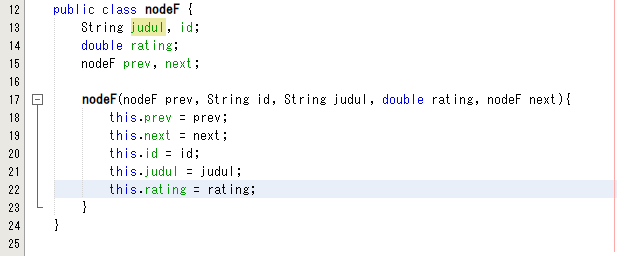 12 public class nodeF {
13     String judul, id;
14     double rating;
15     nodeF prev, next;
16
17     nodeF(nodeF prev, String id, String judul, double rating, nodeF next){
18         this.prev = prev;
19         this.next = next;
20         this.id = id;
21         this.judul = judul;
22         this.rating = rating;
23     }
24 }
25